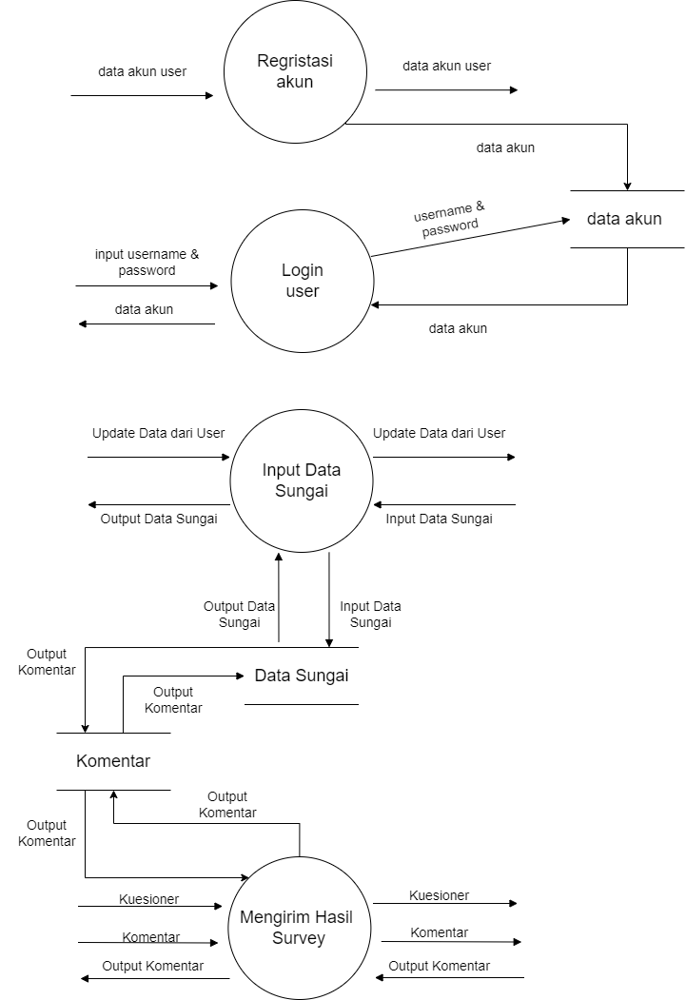 Regristasi
akun
data akun user
data akun user
data akun
username &
password
data akun
input username &
password
Login
user
data akun
data akun
Update Data dari User
Update Data dari User
Input Data
Sungai
Output Data Sungai
Input Data Sungai
Output Data
Sungai
Input Data
Sungai
Output
Komentar
Data Sungai
Output
Komentar
Komentar
Output
Komentar
Output
Komentar
Kuesioner
Kuesioner
Mengirim Hasil
Survey
Komentar
Komentar
Output Komentar
Output Komentar